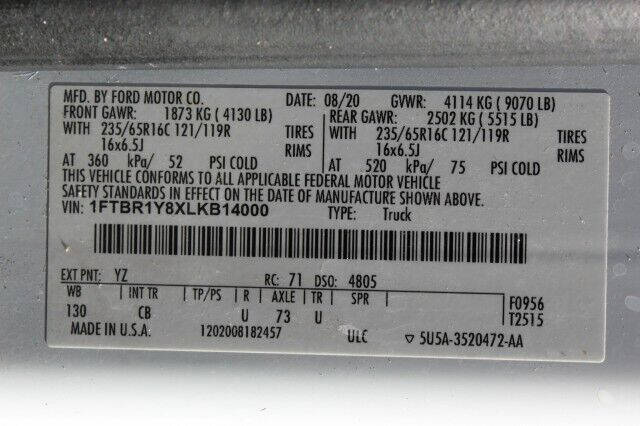 MFD. BY FORD MOTOR CO. DATE: 08/20 GVWR: 4114 KG ( 9070 LB)
FRONT GAWR: 1873 KG ( 4130 LB) REAR GAWR: 2502 KG ( 5515 LB)
WITH 235/65R16C 121/119R TIRES WITH 235/65R16C 121/119R TIRES
16x6.5J RIMS 16x6.5J RIMS
AT 360 kPa/ 52 PSI COLD AT 520 kPa/ 75 PSI COLD
THIS VEHICLE CONFORMS TO ALL APPLICABLE FEDERAL MOTOR VEHICLE
SAFETY STANDARDS IN EFFECT ON THE DATE OF MANUFACTURE SHOWN ABOVE.
VIN: 1FTBR1Y8XLKB14000 TYPE: Truck
EXT PNT: YZ RC: 71 DSO: 4805
WB INT TR TP/PS R AXLE TR SPR F0956
130 CB U 73 U T2515
MADE IN U.S.A. 1202008182457 ULC ▽ 5U5A-3520472-AA